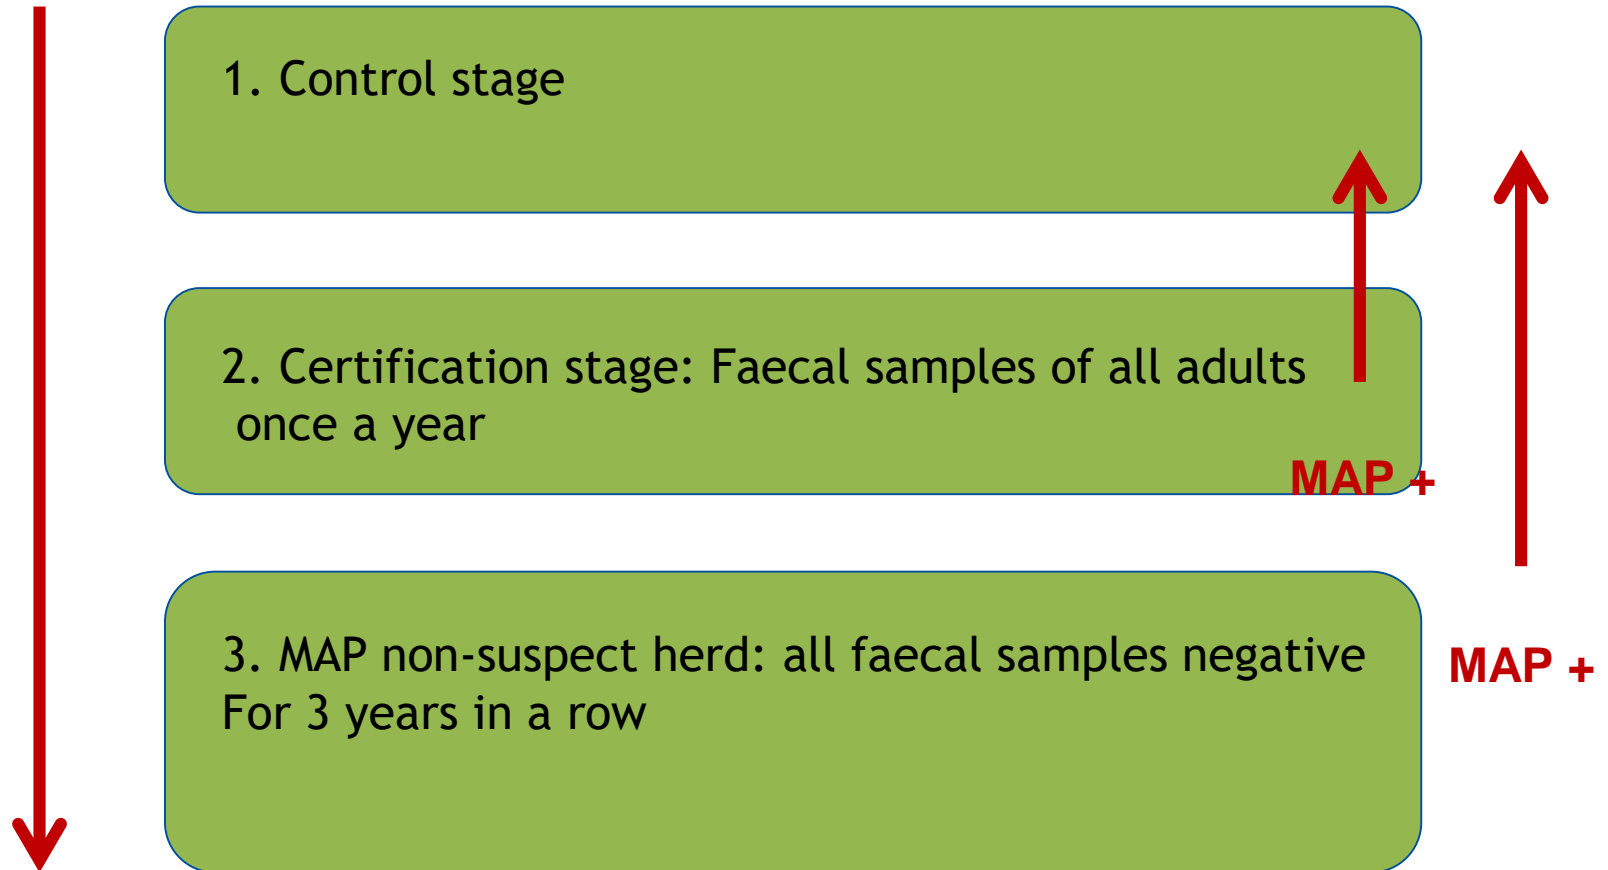 1. Control stage
2. Certification stage: Faecal samples of all adults
once a year
MAP +
3. MAP non-suspect herd: all faecal samples negative
For 3 years in a row
MAP +